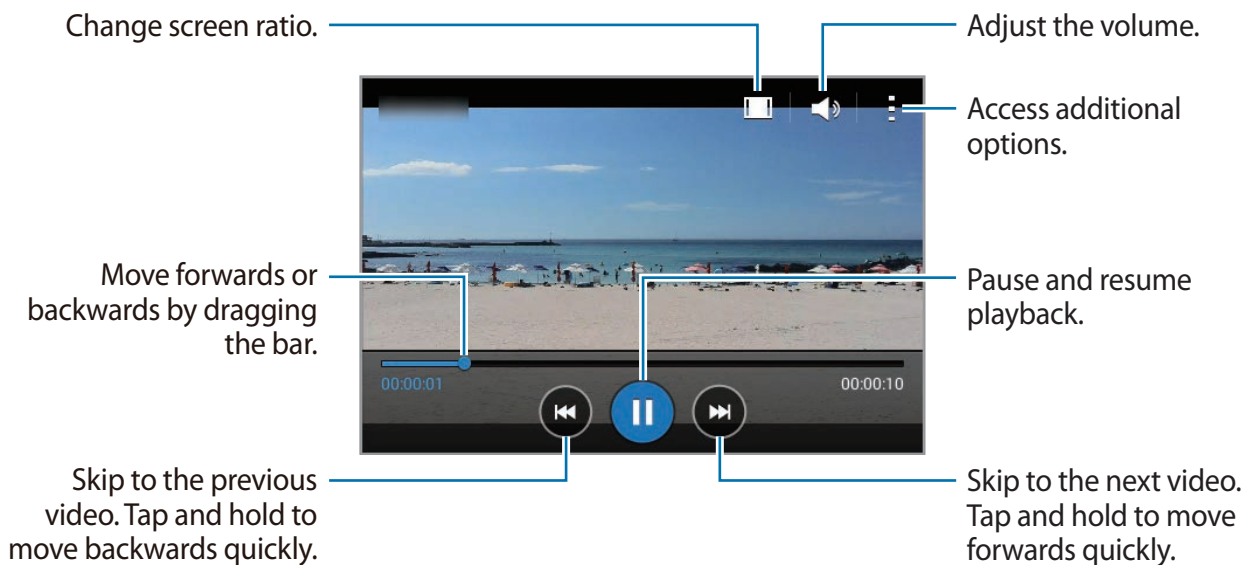 Change screen ratio.
Adjust the volume.
Access additional
options.
Move forwards or
backwards by dragging
the bar.
Pause and resume
playback.
00:00:01
00:00:10
Skip to the previous
video. Tap and hold to
move backwards quickly.
Skip to the next video.
Tap and hold to move
forwards quickly.